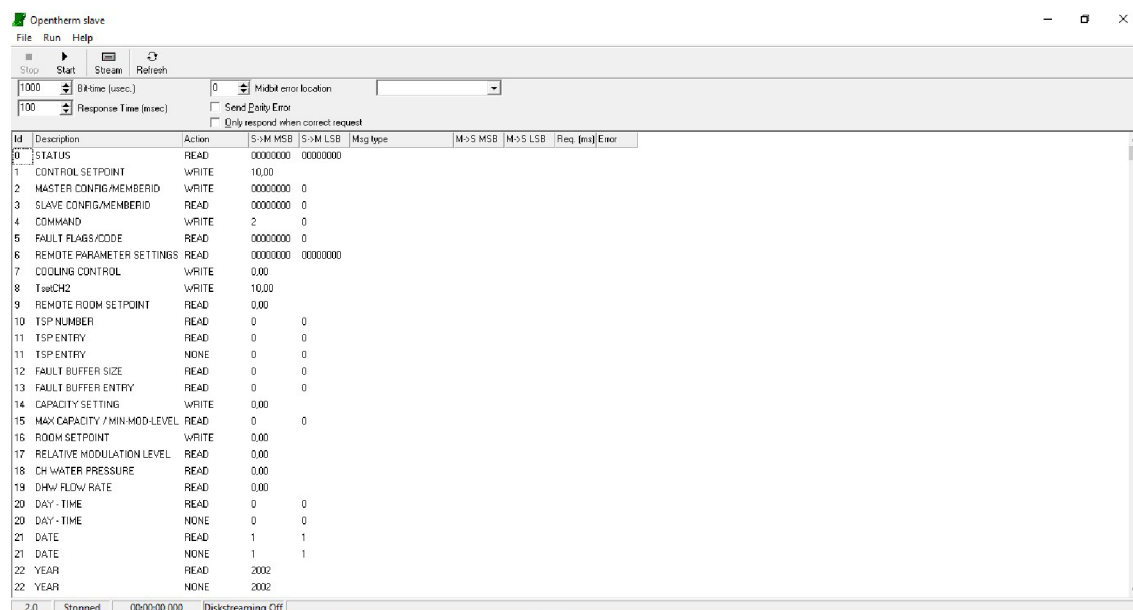 Opentherm slave
File Run Help
Stop Start Stream Refresh
1000 Bit-time (usec.) 0 Midbit error location
100 Response Time (msec) Send Parity Error
Only respond when correct request
Id Description Action S->M MSB S->M LSB Msg type M->S MSB M->S LSB Req. (ms) Error
0 STATUS READ 00000000 00000000
1 CONTROL SETPOINT WRITE 10,00
2 MASTER CONFIG/MEMBERID WRITE 00000000 0
3 SLAVE CONFIG/MEMBERID READ 00000000 0
4 COMMAND WRITE 2 0
5 FAULT FLAGS/CODE READ 00000000 0
6 REMOTE PARAMETER SETTINGS READ 00000000 00000000
7 COOLING CONTROL WRITE 0,00
8 TsetCH2 WRITE 10,00
9 REMOTE ROOM SETPOINT READ 0,00
10 TSP NUMBER READ 0 0
11 TSP ENTRY READ 0 0
11 TSP ENTRY NONE 0 0
12 FAULT BUFFER SIZE READ 0 0
13 FAULT BUFFER ENTRY READ 0 0
14 CAPACITY SETTING WRITE 0,00
15 MAX CAPACITY / MIN-MOD-LEVEL READ 0 0
16 ROOM SETPOINT WRITE 0,00
17 RELATIVE MODULATION LEVEL READ 0,00
18 CH WATER PRESSURE READ 0,00
19 DHW FLOW RATE READ 0,00
20 DAY - TIME READ 0 0
20 DAY - TIME NONE 0 0
21 DATE READ 1 1
21 DATE NONE 1 1
22 YEAR READ 2002
22 YEAR NONE 2002
2.0 Stopped 00:00:00.000 Diskstreaming Off